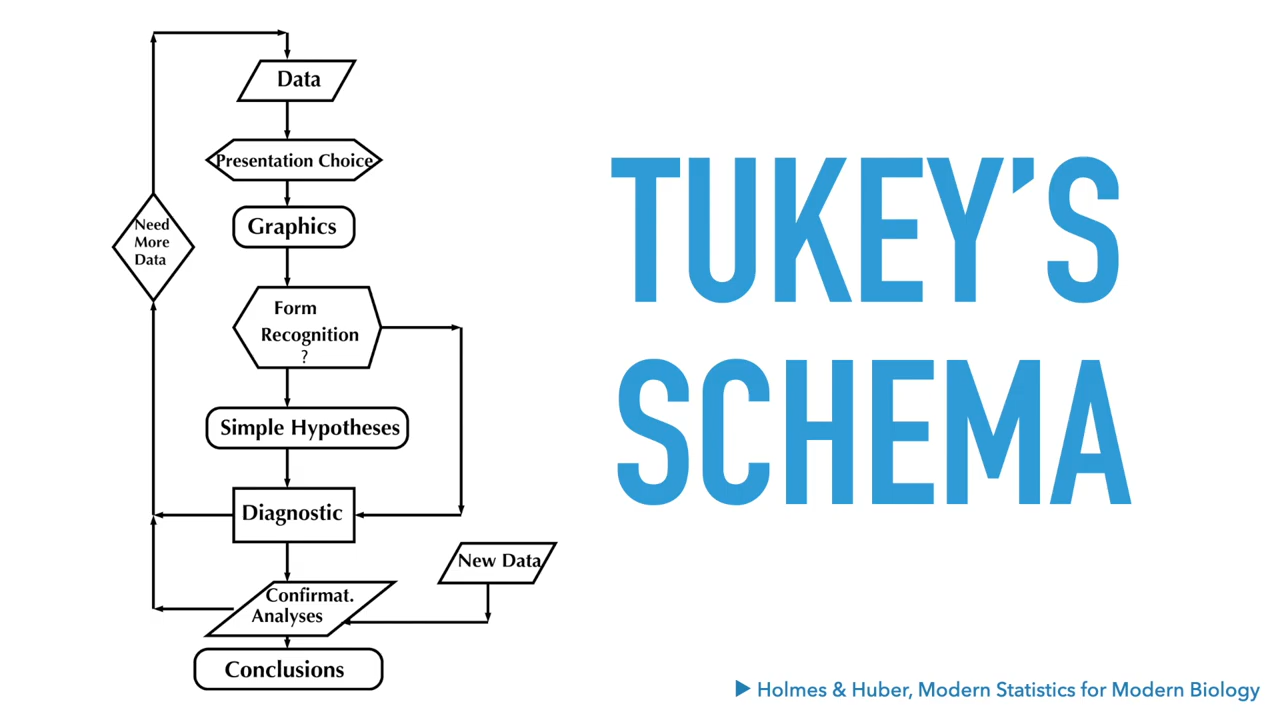 Data
Presentation Choice
Graphics
Need
More
Data
Form
Recognition
?
Simple Hypotheses
Diagnostic
New Data
Confirmat.
Analyses
Conclusions
TUKEY’S
SCHEMA
Holmes & Huber, Modern Statistics for Modern Biology